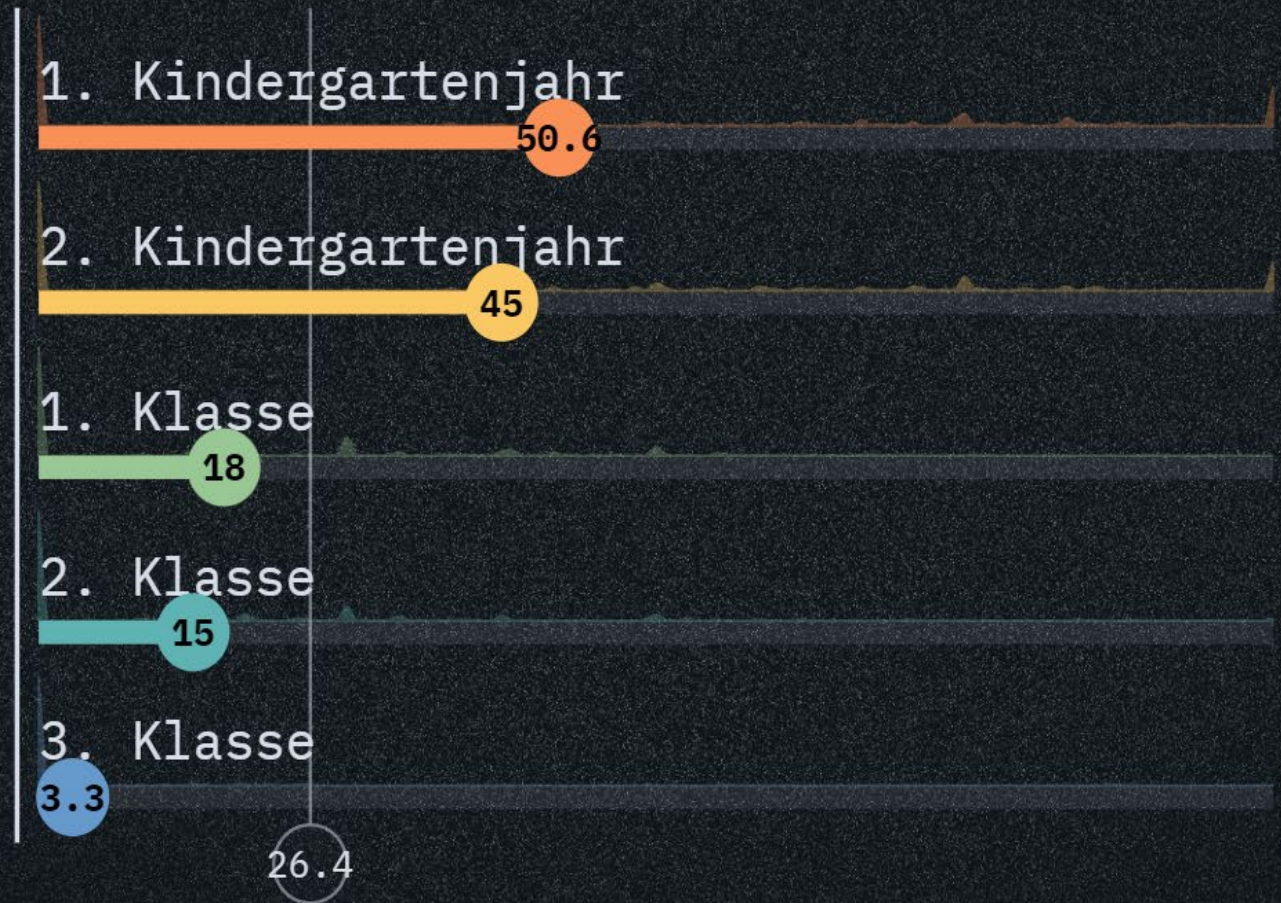 1. Kindergartenjahr
50.6
2. Kindergartenjahr
45
1. Klasse
18
2. Klasse
15
3. Klasse
3.3
26.4